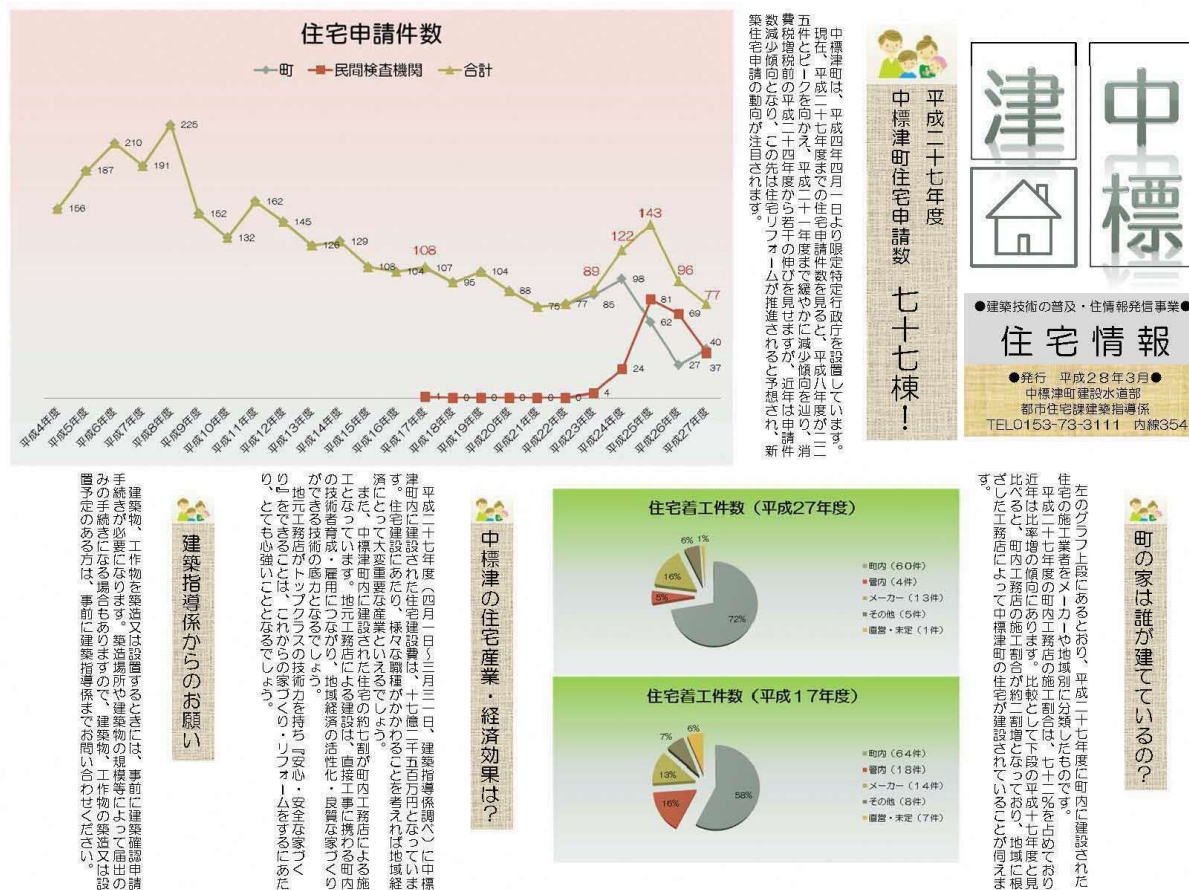 中
標
津
●建築技術の普及・住情報発信事業●
住宅情報
●発行 平成28年3月●
中標津町建設水道部
都市住宅課建築指導係
TEL0153-73-3111 内線354
平成二十七年度
中標津町住宅申請数 七十七棟！
中標津町は、平成四年四月一日より限定特定行政庁を設置しています。
現在、平成二十七年度までの住宅申請件数を見ると、平成八年度が二二
五件とピークを向かえ、平成二十一年度まで緩やかに減少傾向を辿り、消
費税増税前の平成二十四年度から若干の伸びを見せますが、近年は申請件
数減少傾向となり、この先は住宅リフォームが推進されると予想され、新
築住宅申請の動向が注目されます。
住宅申請件数
町 民間検査機関 合計
156
187
210
191
225
152
132
162
145
126
129
108
104
108
107
95
104
88
75
77
89
85
122
98
143
62
96
27
77
40
0
0
0
0
4
24
81
69
37
平成4年度
平成5年度
平成6年度
平成7年度
平成8年度
平成9年度
平成10年度
平成11年度
平成12年度
平成13年度
平成14年度
平成15年度
平成16年度
平成17年度
平成18年度
平成19年度
平成20年度
平成21年度
平成22年度
平成23年度
平成24年度
平成25年度
平成26年度
平成27年度
町の家は誰が建てているの？
左のグラフ上段にあるとおり、平成二十七年度に町内に建設された
住宅の施工業者をメーカーや地域別に分類したものです。
平成二十七年度の町内工務店の施工割合は、七十二％を占めており
近年は比率増の傾向にあります。比較として下段の平成十七年度と見
比べると、町内工務店の施工割合が約二割増となっており、地域に根
ざした工務店によって中標津町の住宅が建設されていることが伺えま
す。
住宅着工件数（平成27年度）
72%
5%
16%
6%
1%
町内（60件）
管内（4件）
メーカー（13件）
その他（5件）
直営・未定（1件）
住宅着工件数（平成17年度）
58%
16%
13%
7%
6%
町内（64件）
管内（18件）
メーカー（14件）
その他（8件）
直営・未定（7件）
中標津の住宅産業・経済効果は？
平成二十七年度（四月一日～三月三一日、建築指導係調べ）に中標
津町内に建設された住宅建設費は、十七億二千五百万円となっていま
す。住宅建設にあたり、様々な職種がかかわることを考えれば地域経
済にとって大変重要な産業といえるでしょう。
また、中標津町内に建設された住宅の約七割が町内工務店による施
工となっています。地元工務店による建設は、直接工事に携わる町内
の技術者育成・雇用につながり、地域経済の活性化・良質な家づくり
ができる技術の底力となるでしょう。
地元工務店がトップクラスの技術力を持ち『安心・安全な家づく
り』をできることは、これからの家づくり・リフォームをするにあた
り、とても心強いこととなるでしょう。
建築指導係からのお願い
建築物、工作物を築造又は設置するときには、事前に建築確認申請
手続きが必要になります。築造場所や建築物の規模等によって届出の
みの手続きになる場合もありますので、建築物、工作物の築造又は設
置予定のある方は、事前に建築指導係までお問い合わせください。